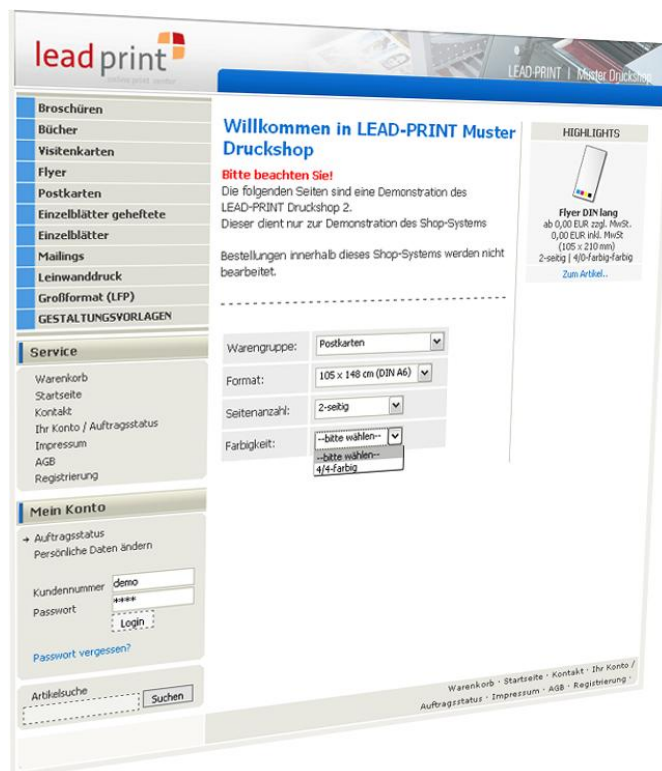 lead print
online print center
LEAD-PRINT | Muster Druckshop
Broschüren
Bücher
Visitenkarten
Flyer
Postkarten
Einzelblätter geheftete
Einzelblätter
Mailings
Leinwanddruck
Großformat (LFP)
GESTALTUNGSVORLAGEN
Service
Warenkorb
Startseite
Kontakt
Ihr Konto / Auftragsstatus
Impressum
AGB
Registrierung
Mein Konto
Auftragsstatus
Persönliche Daten ändern
Kundennummer demo
Passwort ****
Login
Passwort vergessen?
Artikelsuche
Suchen
Willkommen in LEAD-PRINT Muster
Druckshop
Bitte beachten Sie!
Die folgenden Seiten sind eine Demonstration des
LEAD-PRINT Druckshop 2.
Dieser dient nur zur Demonstration des Shop-Systems
Bestellungen innerhalb dieses Shop-Systems werden nicht
bearbeitet.
Warengruppe: Postkarten
Format: 105 x 148 cm (DIN A6)
Seitenanzahl: 2-seitig
Farbigkeit: --bitte wählen--
--bitte wählen--
4/4-farbig
HIGHLIGHTS
Flyer DIN lang
ab 0,00 EUR zzgl. MwSt.
0,00 EUR inkl. MwSt
(105 x 210 mm)
2-seitig | 4/0-farbig-farbig
Zum Artikel..
Warenkorb · Startseite · Kontakt · Ihr Konto /
Auftragsstatus · Impressum · AGB · Registrierung ·